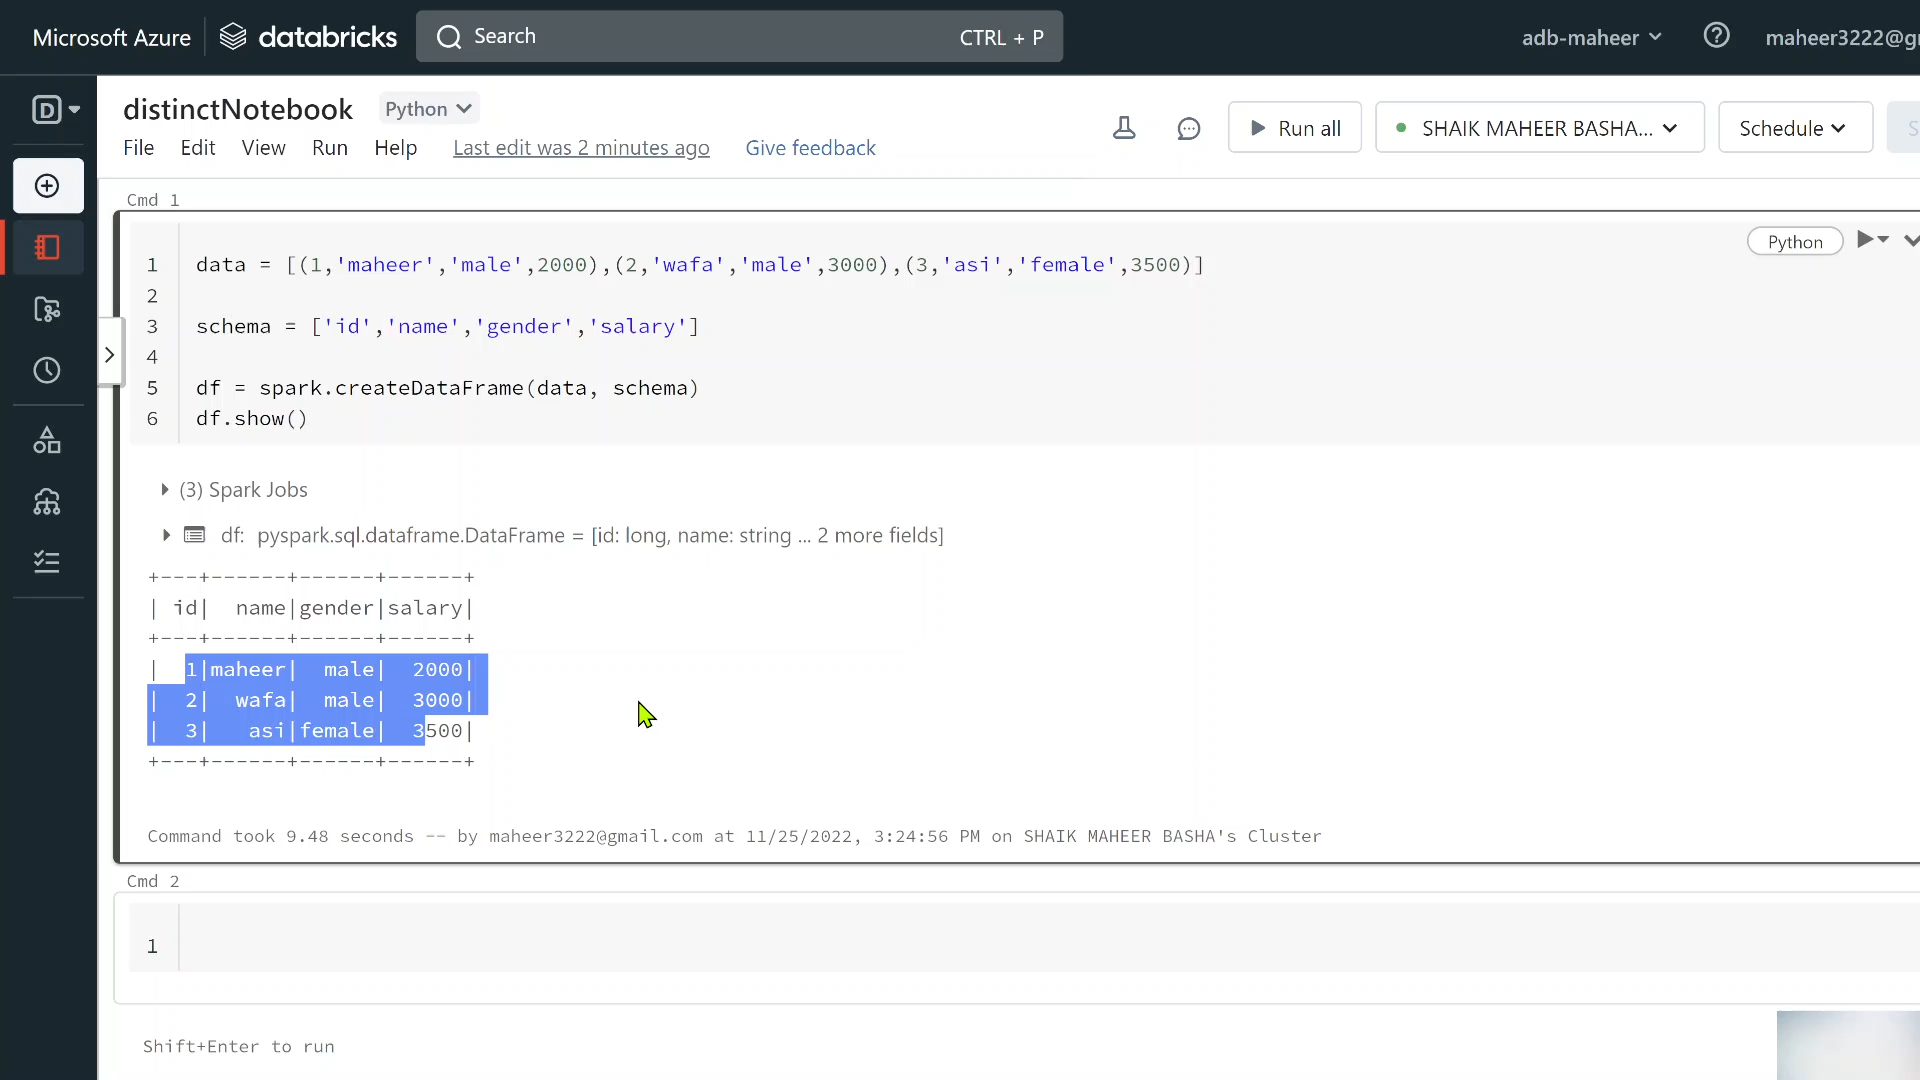 Microsoft Azure databricks Search CTRL + P adb-maheer maheer3222@g
D
distinctNotebook Python
File Edit View Run Help Last edit was 2 minutes ago Give feedback
Run all SHAIK MAHEER BASHA... Schedule
Cmd 1
Python
1 data = [(1,'maheer','male',2000),(2,'wafa','male',3000),(3,'asi','female',3500)]
2
3 schema = ['id','name','gender','salary']
4
5 df = spark.createDataFrame(data, schema)
6 df.show()
(3) Spark Jobs
df: pyspark.sql.dataframe.DataFrame = [id: long, name: string ... 2 more fields]
+---+------+------+------+
| id|  name|gender|salary|
+---+------+------+------+
|  1|maheer|  male|  2000|
|  2|  wafa|  male|  3000|
|  3|   asi|female|  3500|
+---+------+------+------+
Command took 9.48 seconds -- by maheer3222@gmail.com at 11/25/2022, 3:24:56 PM on SHAIK MAHEER BASHA's Cluster
Cmd 2
1
Shift+Enter to run